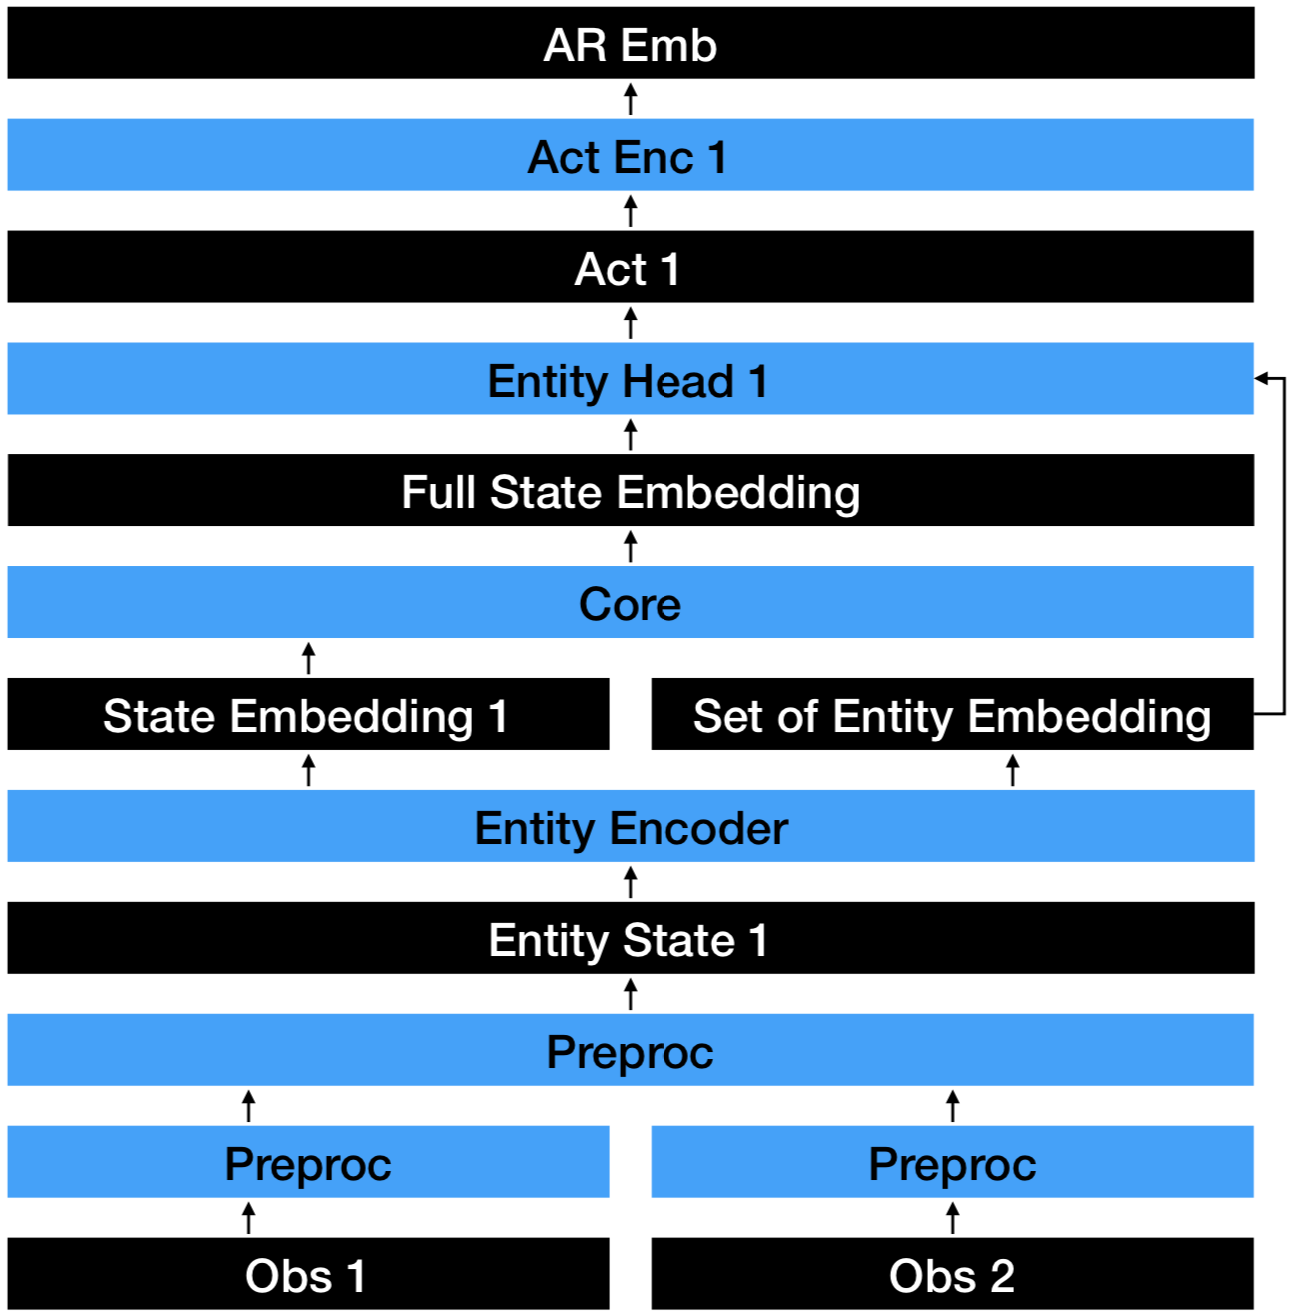 AR Emb
Act Enc 1
Act 1
Entity Head 1
Full State Embedding
Core
State Embedding 1
Set of Entity Embedding
Entity Encoder
Entity State 1
Preproc
Preproc
Preproc
Obs 1
Obs 2